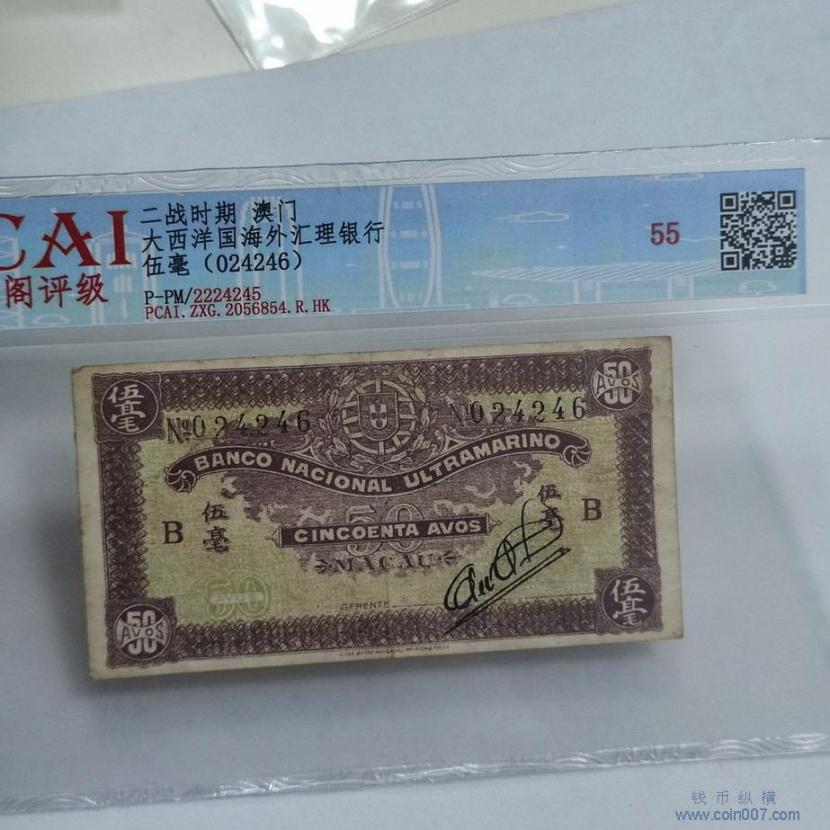 CAI
阁评级
二战时期 澳门
大西洋国海外汇理银行
伍毫（024246）
P-PM/2224245
PCAI.ZXG.2056854.R.HK
55
伍毫
50
AVOS
№024246
№024246
BANCO NACIONAL ULTRAMARINO
B
伍毫
50
CINCOENTA AVOS
伍毫
B
MACAU
50
GERENTE
50
AVOS
伍毫
钱币纵横
www.coin007.com